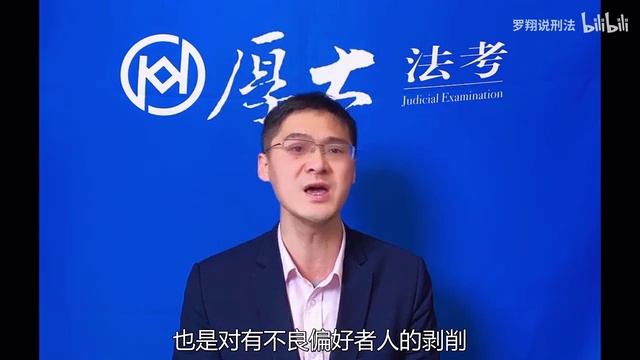 罗翔说刑法 bilibili
厚大 法考
Judicial Examination
也是对有不良偏好者人的剥削